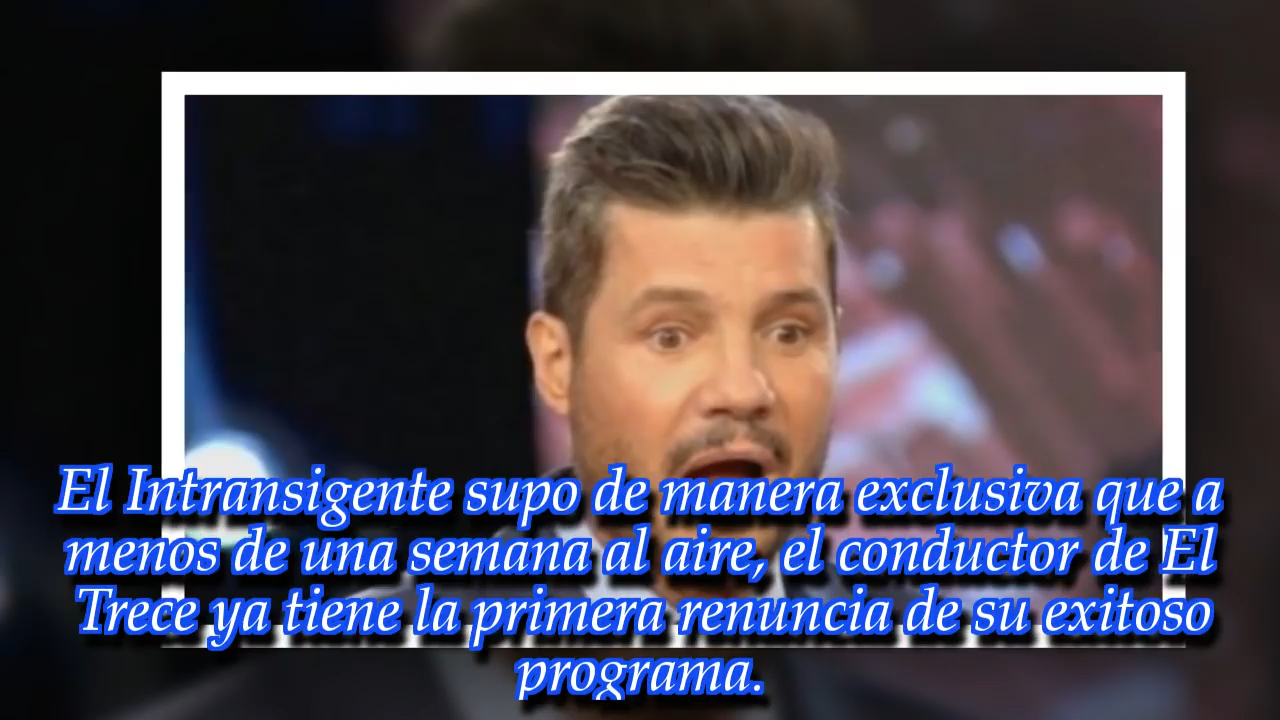 El Intransigente supo de manera exclusiva que a
menos de una semana al aire, el conductor de El
Trece ya tiene la primera renuncia de su exitoso
programa.